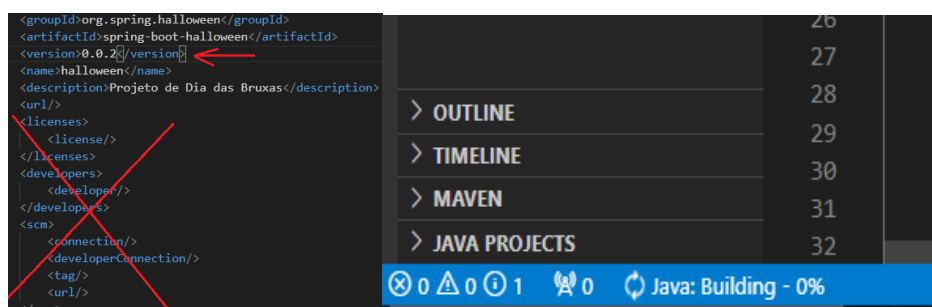 <groupId>org.spring.halloween</groupId>
<artifactId>spring-boot-halloween</artifactId>
<version>0.0.2</version>
<name>halloween</name>
<description>Projeto de Dia das Bruxas</description>
<url/>
<licenses>
<license/>
</licenses>
<developers>
<developer/>
</developers>
<scm>
<connection/>
<developerConnection/>
<tag/>
<url/>
26
27
28
29
30
31
32
OUTLINE
TIMELINE
MAVEN
JAVA PROJECTS
0 0 1 0 Java: Building - 0%